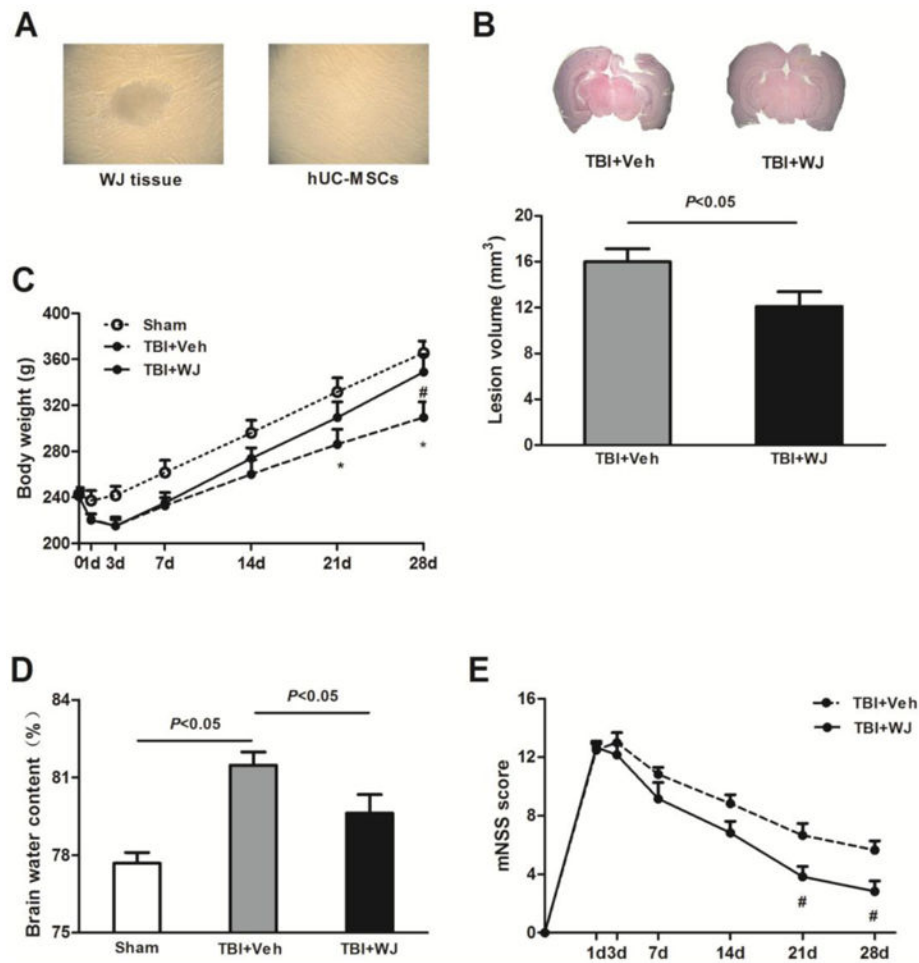 A
WJ tissue
hUC-MSCs
B
TBI+Veh
TBI+WJ
P<0.05
Lesion volume (mm³)
20
16
12
8
4
0
TBI+Veh
TBI+WJ
C
Body weight (g)
400
360
320
280
240
200
Sham
TBI+Veh
TBI+WJ
#
*
*
0 1d 3d 7d 14d 21d 28d
D
Brain water content (%)
84
81
78
75
P<0.05
P<0.05
Sham
TBI+Veh
TBI+WJ
E
mNSS score
16
12
8
4
0
TBI+Veh
TBI+WJ
#
#
1d 3d 7d 14d 21d 28d